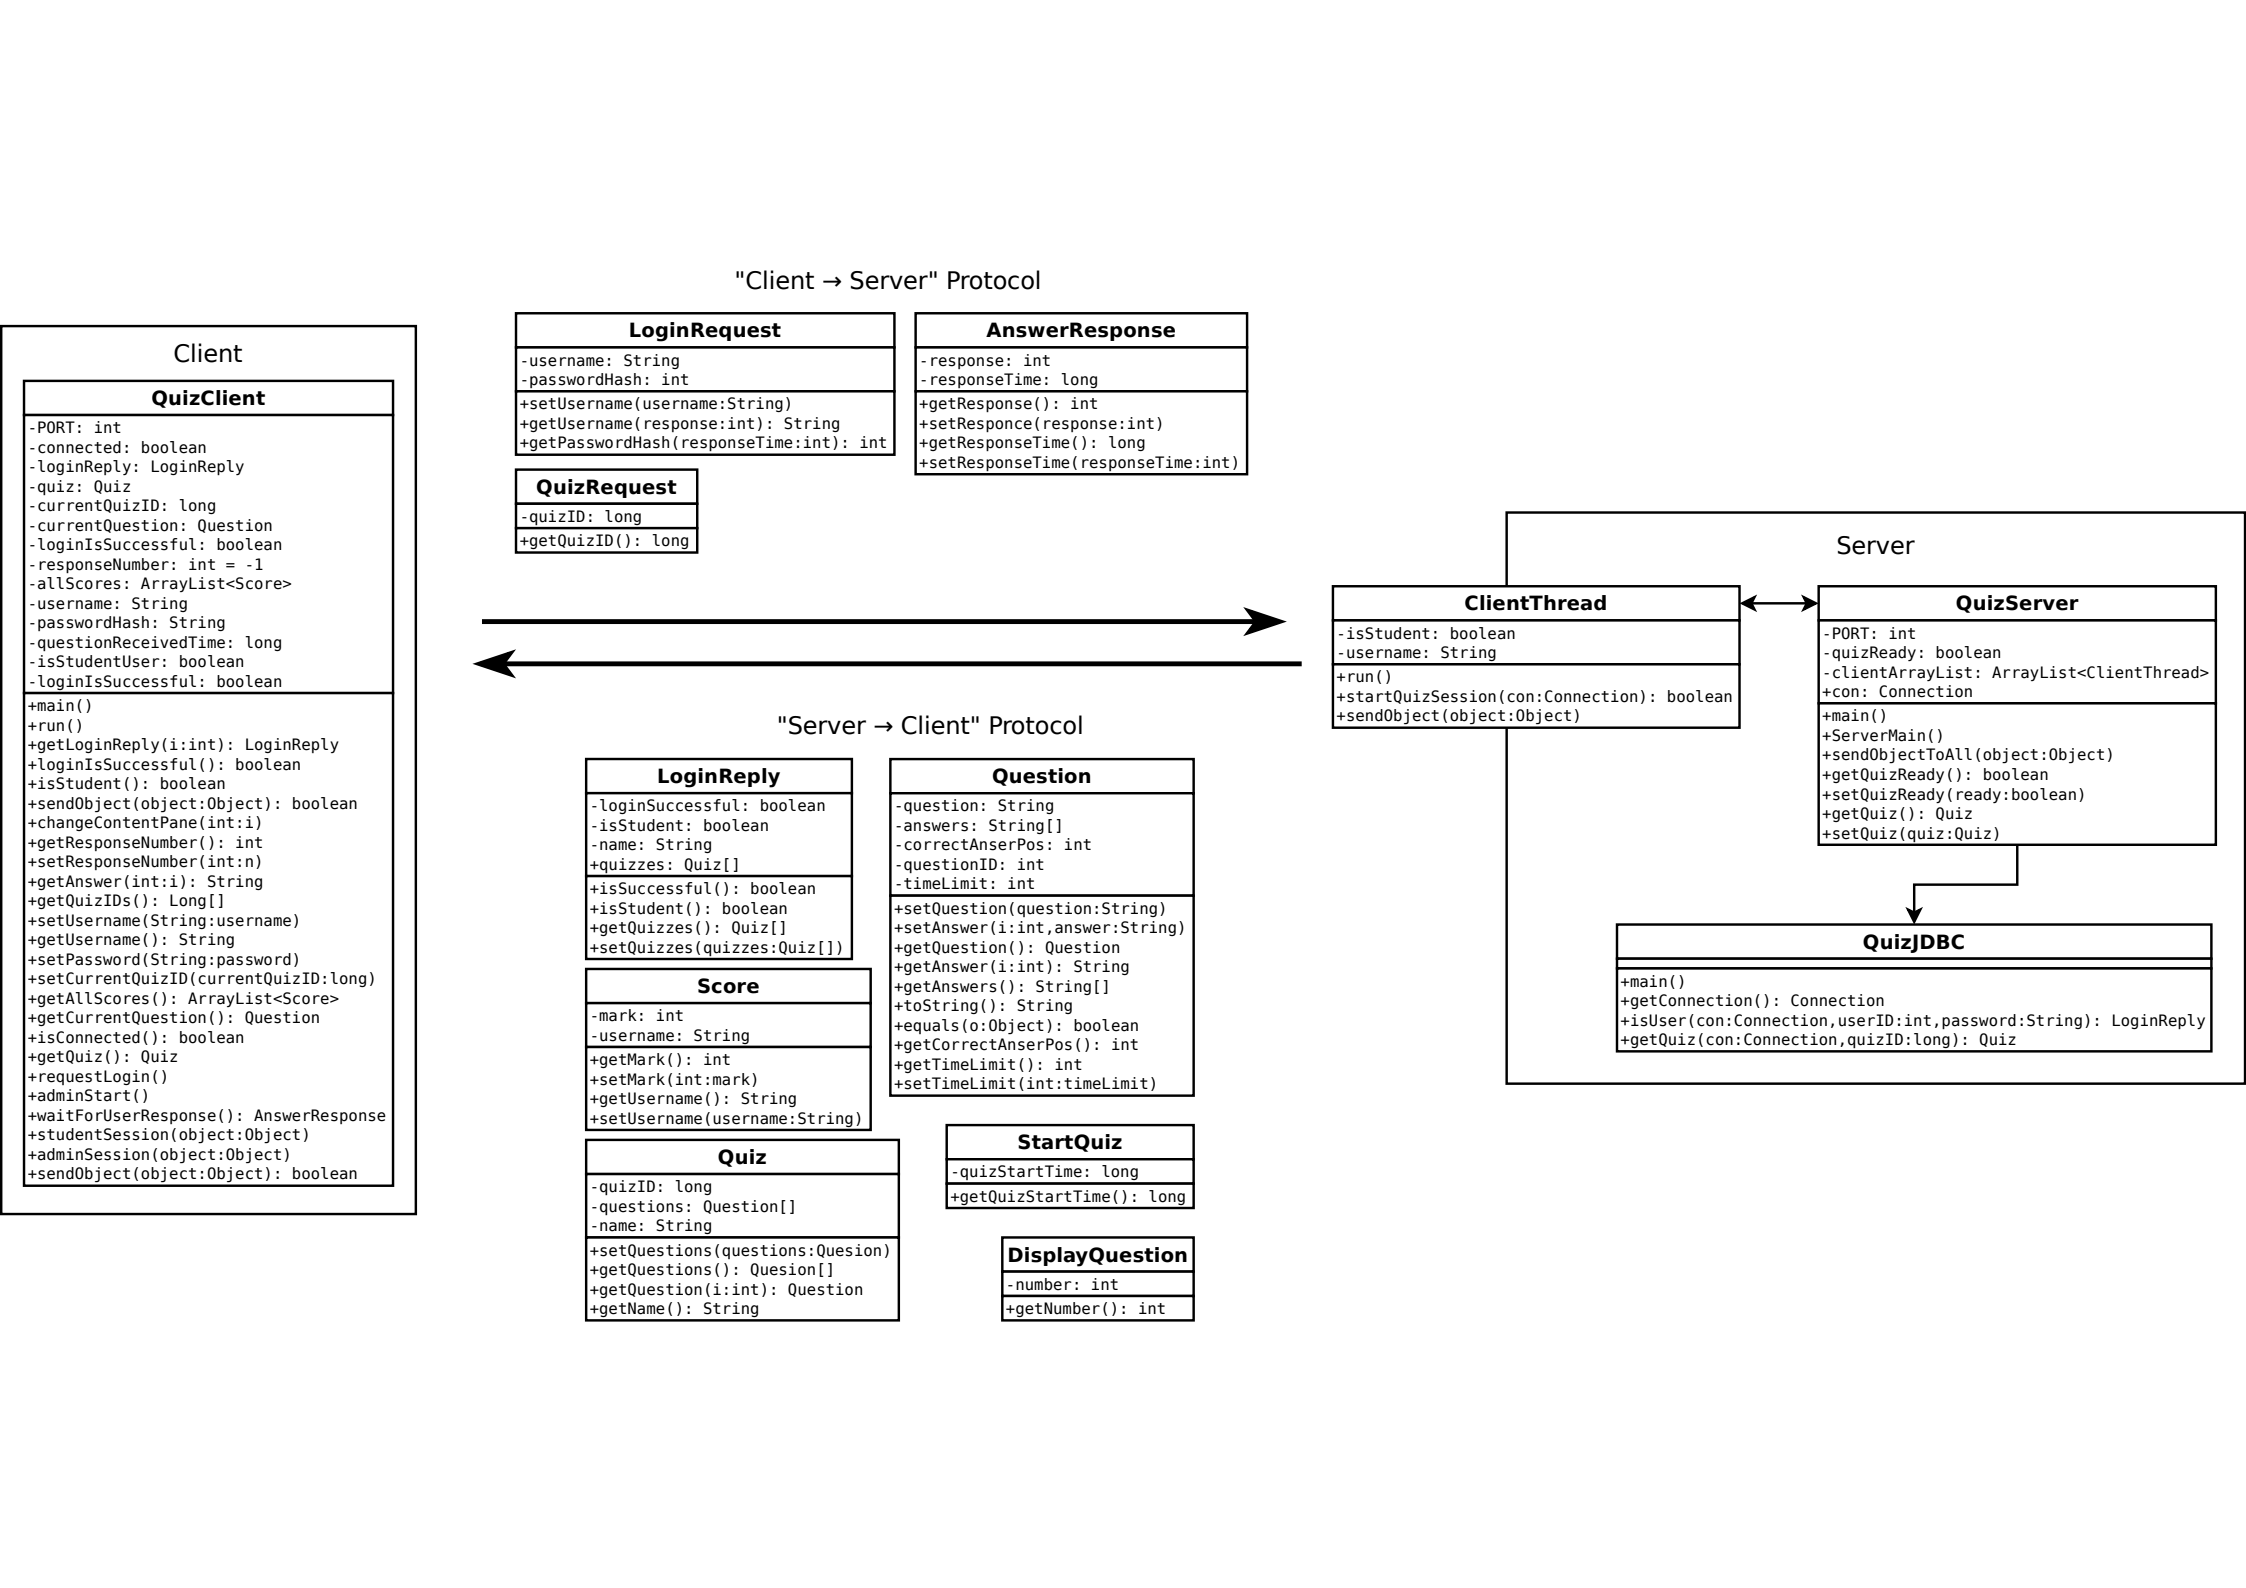 "Client → Server" Protocol
Client
QuizClient
-PORT: int
-connected: boolean
-loginReply: LoginReply
-quiz: Quiz
-currentQuizID: long
-currentQuestion: Question
-loginIsSuccessful: boolean
-responseNumber: int = -1
-allScores: ArrayList<Score>
-username: String
-passwordHash: String
-questionReceivedTime: long
-isStudentUser: boolean
-loginIsSuccessful: boolean
+main()
+run()
+getLoginReply(i:int): LoginReply
+loginIsSuccessful(): boolean
+isStudent(): boolean
+sendObject(object:Object): boolean
+changeContentPane(int:i)
+getResponseNumber(): int
+setResponseNumber(int:n)
+getAnswer(int:i): String
+getQuizIDs(): Long[]
+setUsername(String:username)
+getUsername(): String
+setPassword(String:password)
+setCurrentQuizID(currentQuizID:long)
+getAllScores(): ArrayList<Score>
+getCurrentQuestion(): Question
+isConnected(): boolean
+getQuiz(): Quiz
+requestLogin()
+adminStart()
+waitForUserResponse(): AnswerResponse
+studentSession(object:Object)
+adminSession(object:Object)
+sendObject(object:Object): boolean
LoginRequest
-username: String
-passwordHash: int
+setUsername(username:String)
+getUsername(response:int): String
+getPasswordHash(responseTime:int): int
AnswerResponse
-response: int
-responseTime: long
+getResponse(): int
+setResponce(response:int)
+getResponseTime(): long
+setResponseTime(responseTime:int)
QuizRequest
-quizID: long
+getQuizID(): long
"Server → Client" Protocol
LoginReply
-loginSuccessful: boolean
-isStudent: boolean
-name: String
+quizzes: Quiz[]
+isSuccessful(): boolean
+isStudent(): boolean
+getQuizzes(): Quiz[]
+setQuizzes(quizzes:Quiz[])
Question
-question: String
-answers: String[]
-correctAnserPos: int
-questionID: int
-timeLimit: int
+setQuestion(question:String)
+setAnswer(i:int,answer:String)
+getQuestion(): Question
+getAnswer(i:int): String
+getAnswers(): String[]
+toString(): String
+equals(o:Object): boolean
+getCorrectAnserPos(): int
+getTimeLimit(): int
+setTimeLimit(int:timeLimit)
Score
-mark: int
-username: String
+getMark(): int
+setMark(int:mark)
+getUsername(): String
+setUsername(username:String)
Quiz
-quizID: long
-questions: Question[]
-name: String
+setQuestions(questions:Quesion)
+getQuestions(): Quesion[]
+getQuestion(i:int): Question
+getName(): String
StartQuiz
-quizStartTime: long
+getQuizStartTime(): long
DisplayQuestion
-number: int
+getNumber(): int
Server
ClientThread
-isStudent: boolean
-username: String
+run()
+startQuizSession(con:Connection): boolean
+sendObject(object:Object)
QuizServer
-PORT: int
-quizReady: boolean
-clientArrayList: ArrayList<ClientThread>
+con: Connection
+main()
+ServerMain()
+sendObjectToAll(object:Object)
+getQuizReady(): boolean
+setQuizReady(ready:boolean)
+getQuiz(): Quiz
+setQuiz(quiz:Quiz)
QuizJDBC
+main()
+getConnection(): Connection
+isUser(con:Connection,userID:int,password:String): LoginReply
+getQuiz(con:Connection,quizID:long): Quiz